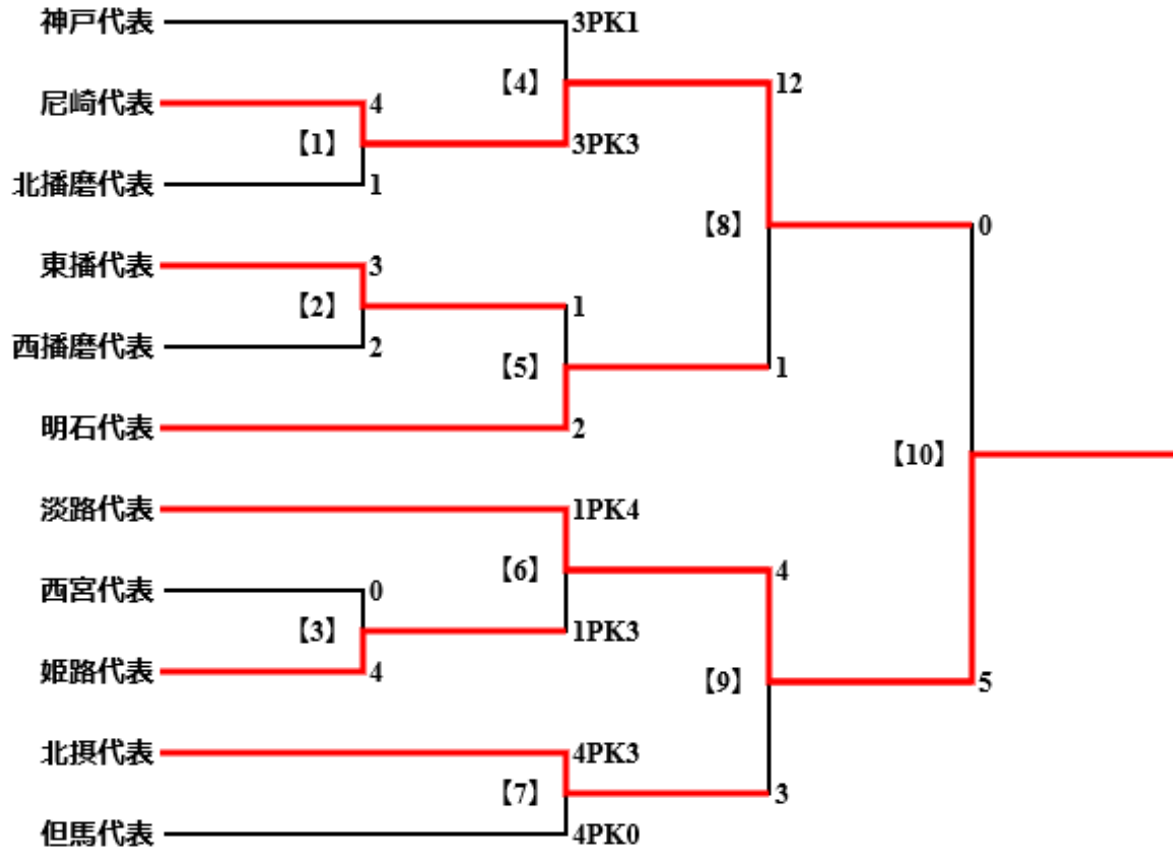 神戸代表
3PK1
【4】
12
尼崎代表
4
【1】
3PK3
北播磨代表
1
【8】
0
東播代表
3
【2】
1
西播磨代表
2
【5】
1
明石代表
2
【10】
淡路代表
1PK4
【6】
4
西宮代表
0
【3】
1PK3
姫路代表
4
【9】
5
北摂代表
4PK3
【7】
3
但馬代表
4PK0